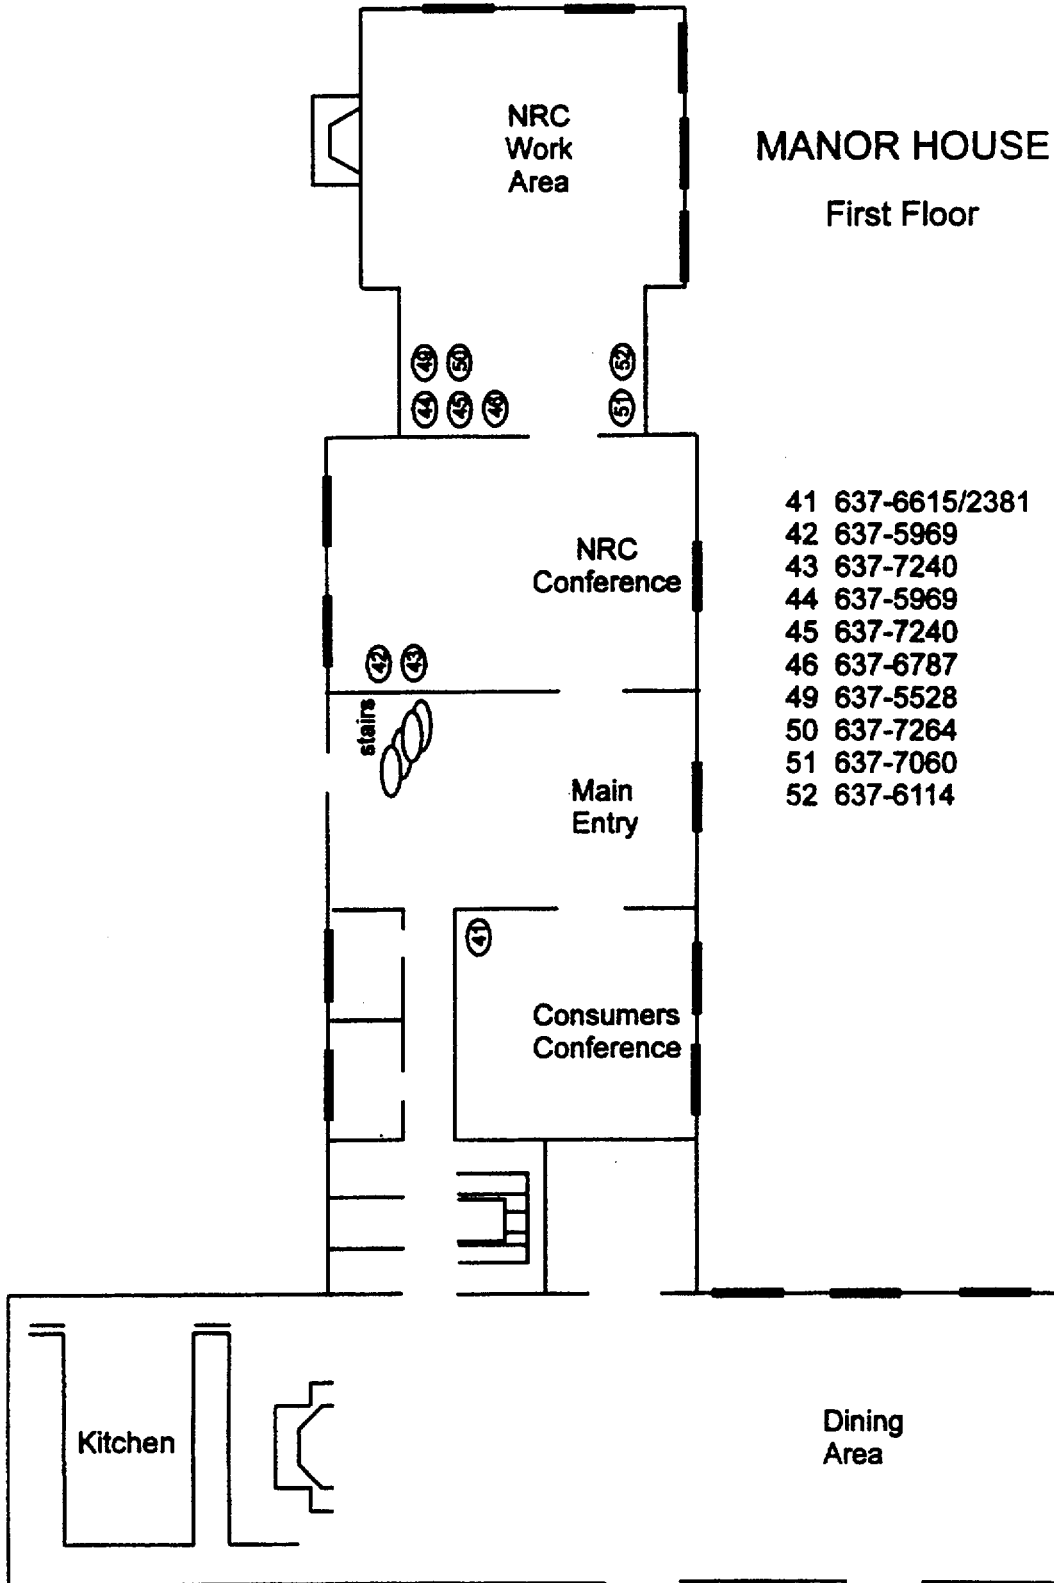 NRC
Work
Area
MANOR HOUSE
First Floor
49 50
52
44 45 46
51
NRC
Conference
41 637-6615/2381
42 637-5969
43 637-7240
44 637-5969
45 637-7240
46 637-6787
49 637-5528
50 637-7264
51 637-7060
52 637-6114
42 43
stairs
Main
Entry
41
Consumers
Conference
Kitchen
Dining
Area